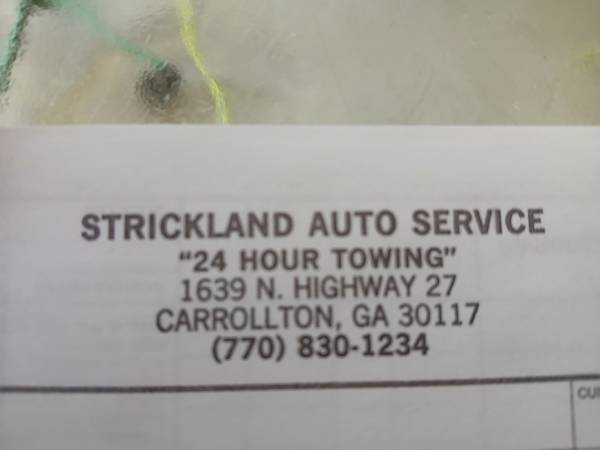 STRICKLAND AUTO SERVICE
"24 HOUR TOWING"
1639 N. HIGHWAY 27
CARROLLTON, GA 30117
(770) 830-1234